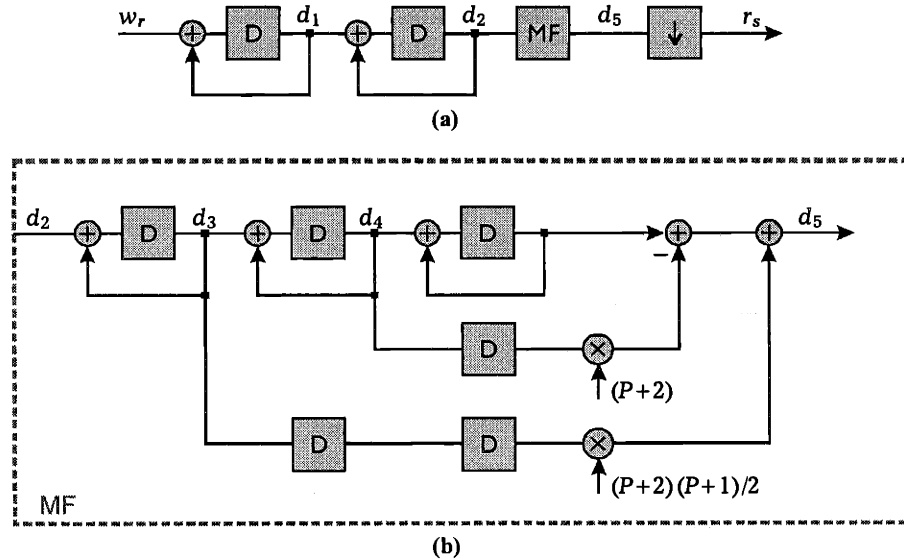 w_r + D d_1 + D d_2 MF d_5 ↓ r_s
(a)
d_2 + D d_3 + D d_4 + D + + d_5
−
D ×
(P+2)
D D ×
(P+2)(P+1)/2
MF
(b)